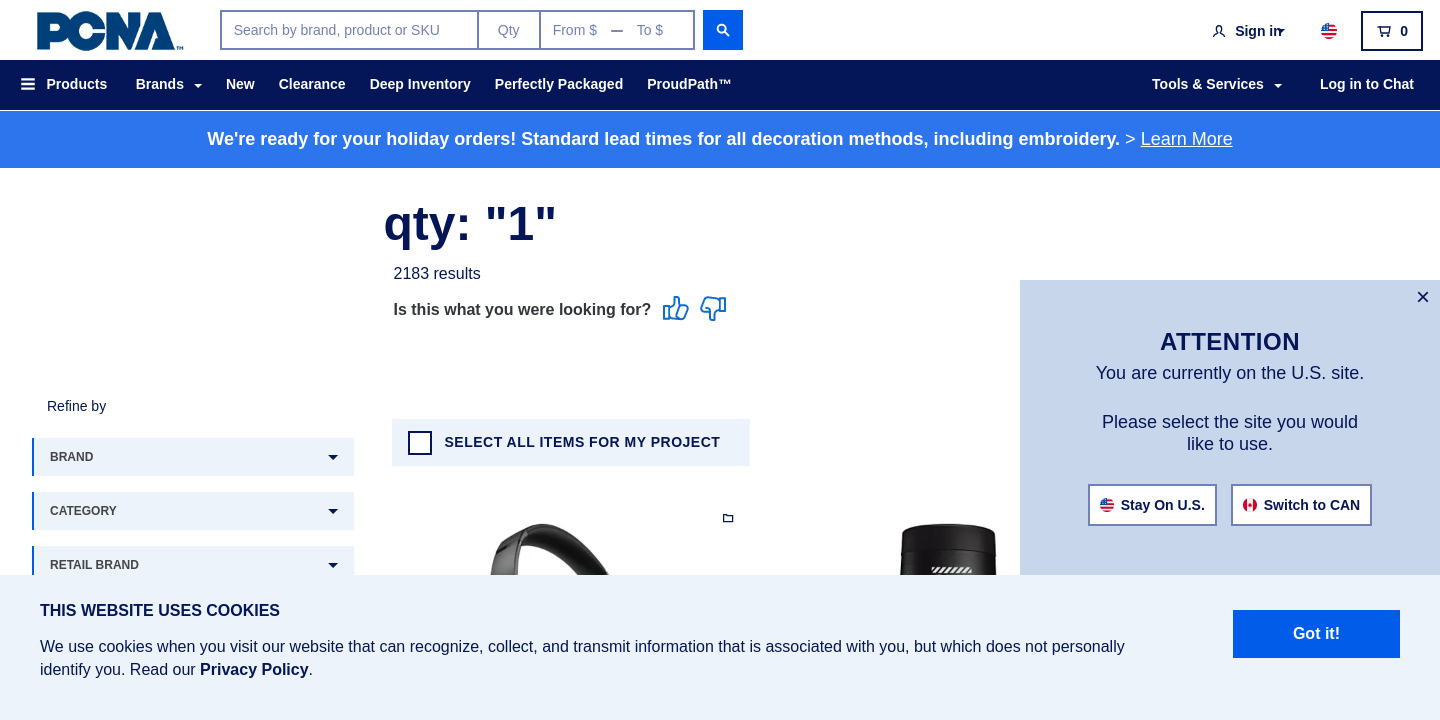 PCNA™
Search by brand, product or SKU Qty From $ — To $
Sign in
0
Products Brands New Clearance Deep Inventory Perfectly Packaged ProudPath™ Tools & Services Log in to Chat
We're ready for your holiday orders! Standard lead times for all decoration methods, including embroidery. > Learn More
qty: "1"
2183 results
Is this what you were looking for?
Refine by
BRAND
CATEGORY
RETAIL BRAND
SELECT ALL ITEMS FOR MY PROJECT
×
ATTENTION
You are currently on the U.S. site.
Please select the site you would
like to use.
Stay On U.S. Switch to CAN
THIS WEBSITE USES COOKIES
We use cookies when you visit our website that can recognize, collect, and transmit information that is associated with you, but which does not personally
identify you. Read our Privacy Policy.
Got it!